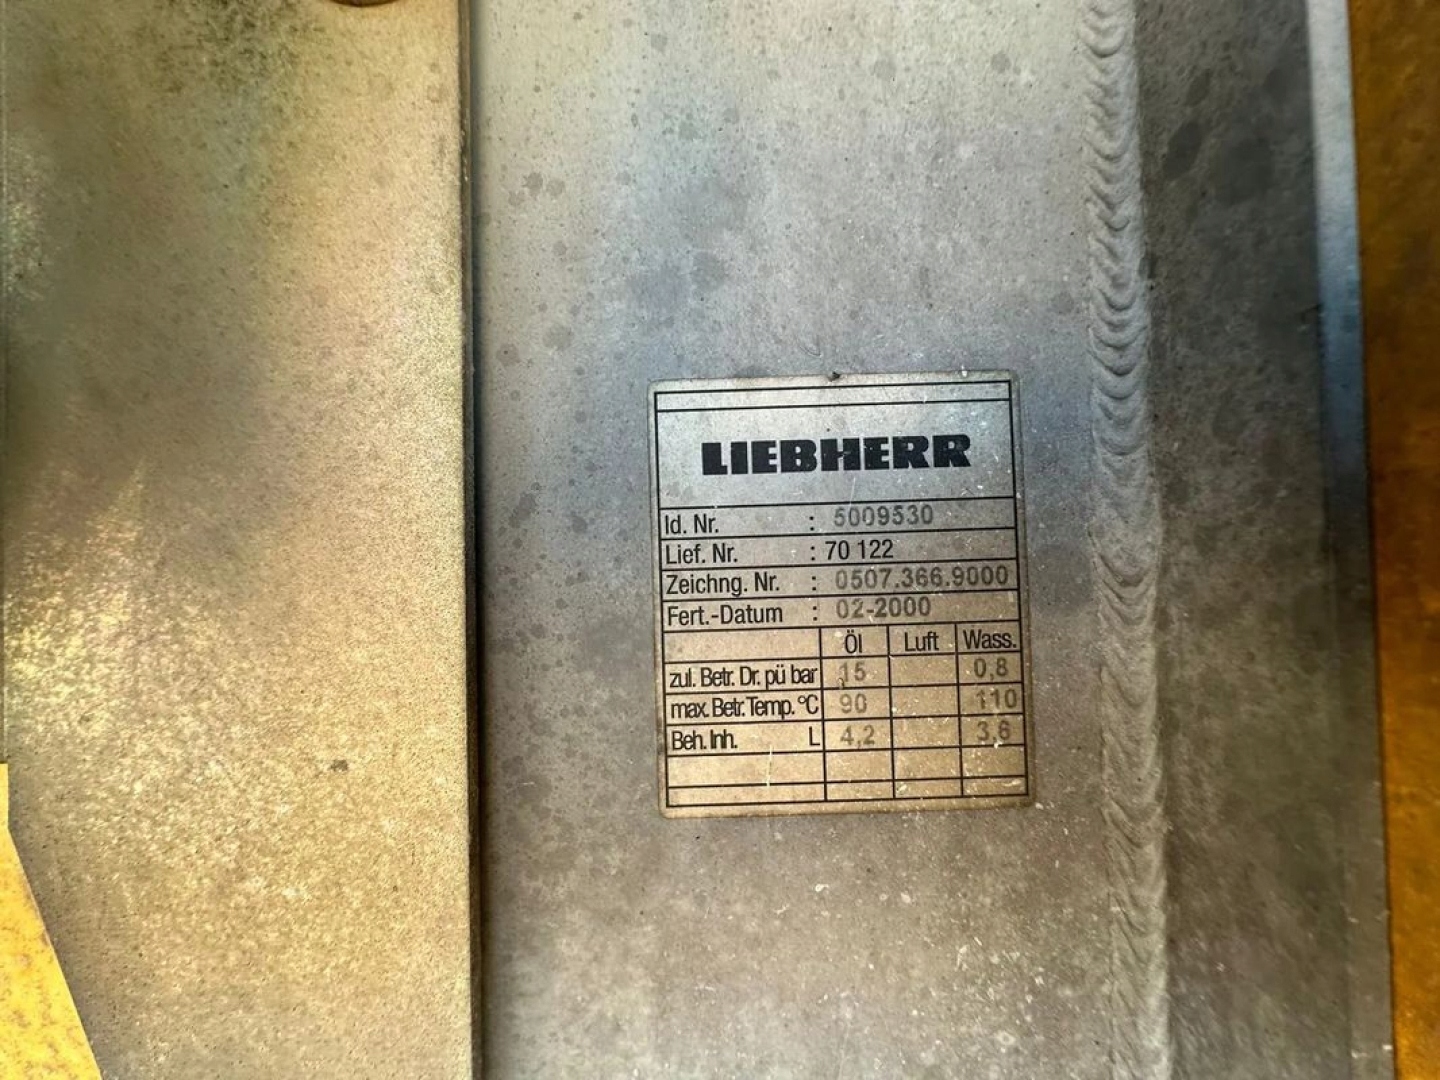 LIEBHERR
Id. Nr. : 5009530
Lief. Nr. : 70 122
Zeichng. Nr. : 0507.366.9000
Fert.-Datum : 02-2000
Öl Luft Wass.
zul. Betr. Dr. pü bar 15 0,8
max. Betr. Temp. °C 90 110
Beh. Inh. L 4,2 3,6